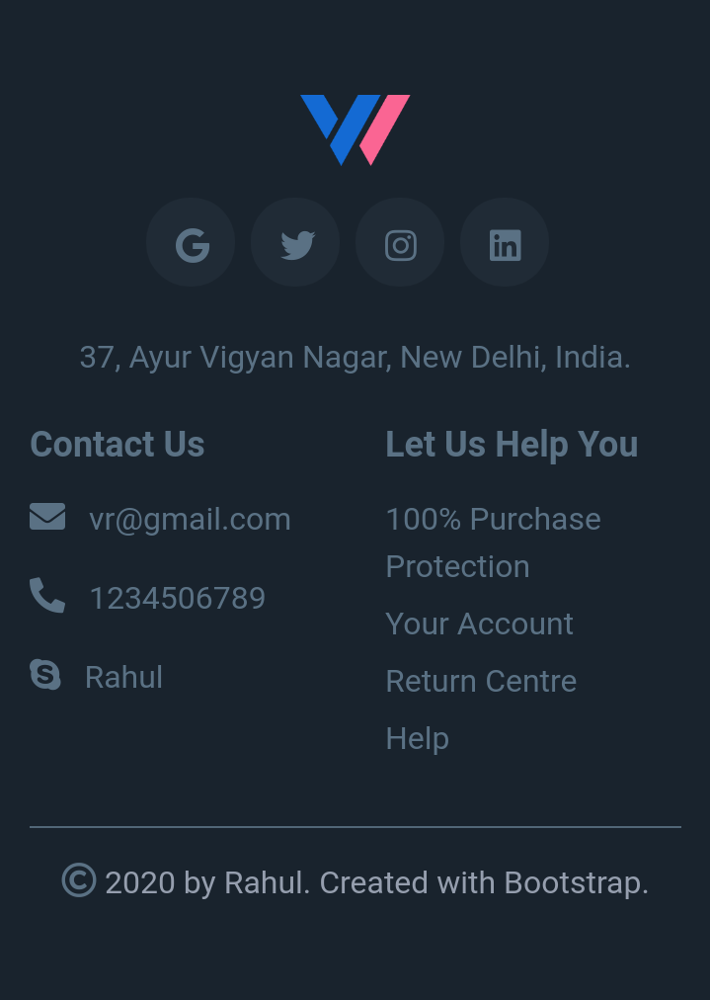 37, Ayur Vigyan Nagar, New Delhi, India.
Contact Us
vr@gmail.com
1234506789
Rahul
Let Us Help You
100% Purchase
Protection
Your Account
Return Centre
Help
© 2020 by Rahul. Created with Bootstrap.